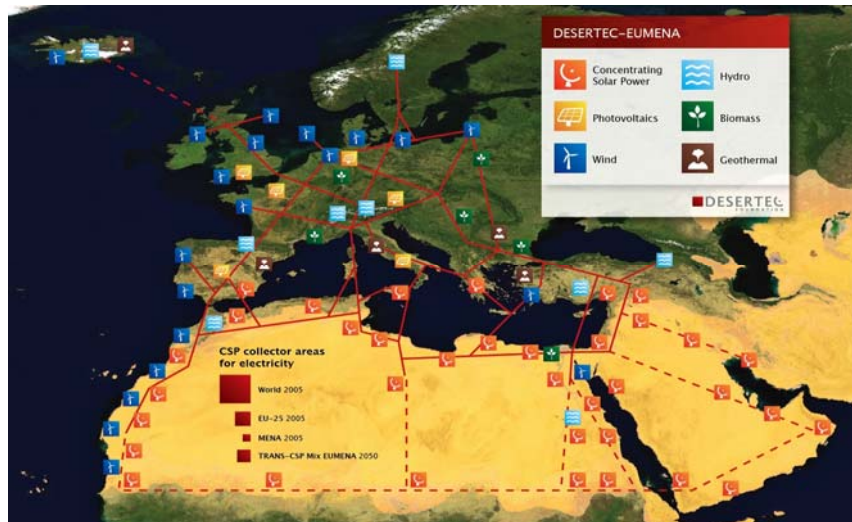 DESERTEC-EUMENA
Concentrating
Solar Power
Hydro
Photovoltaics
Biomass
Wind
Geothermal
DESERTEC
FOUNDATION
CSP collector areas
for electricity
World 2005
EU-25 2005
MENA 2005
TRANS-CSP Mix EUMENA 2050